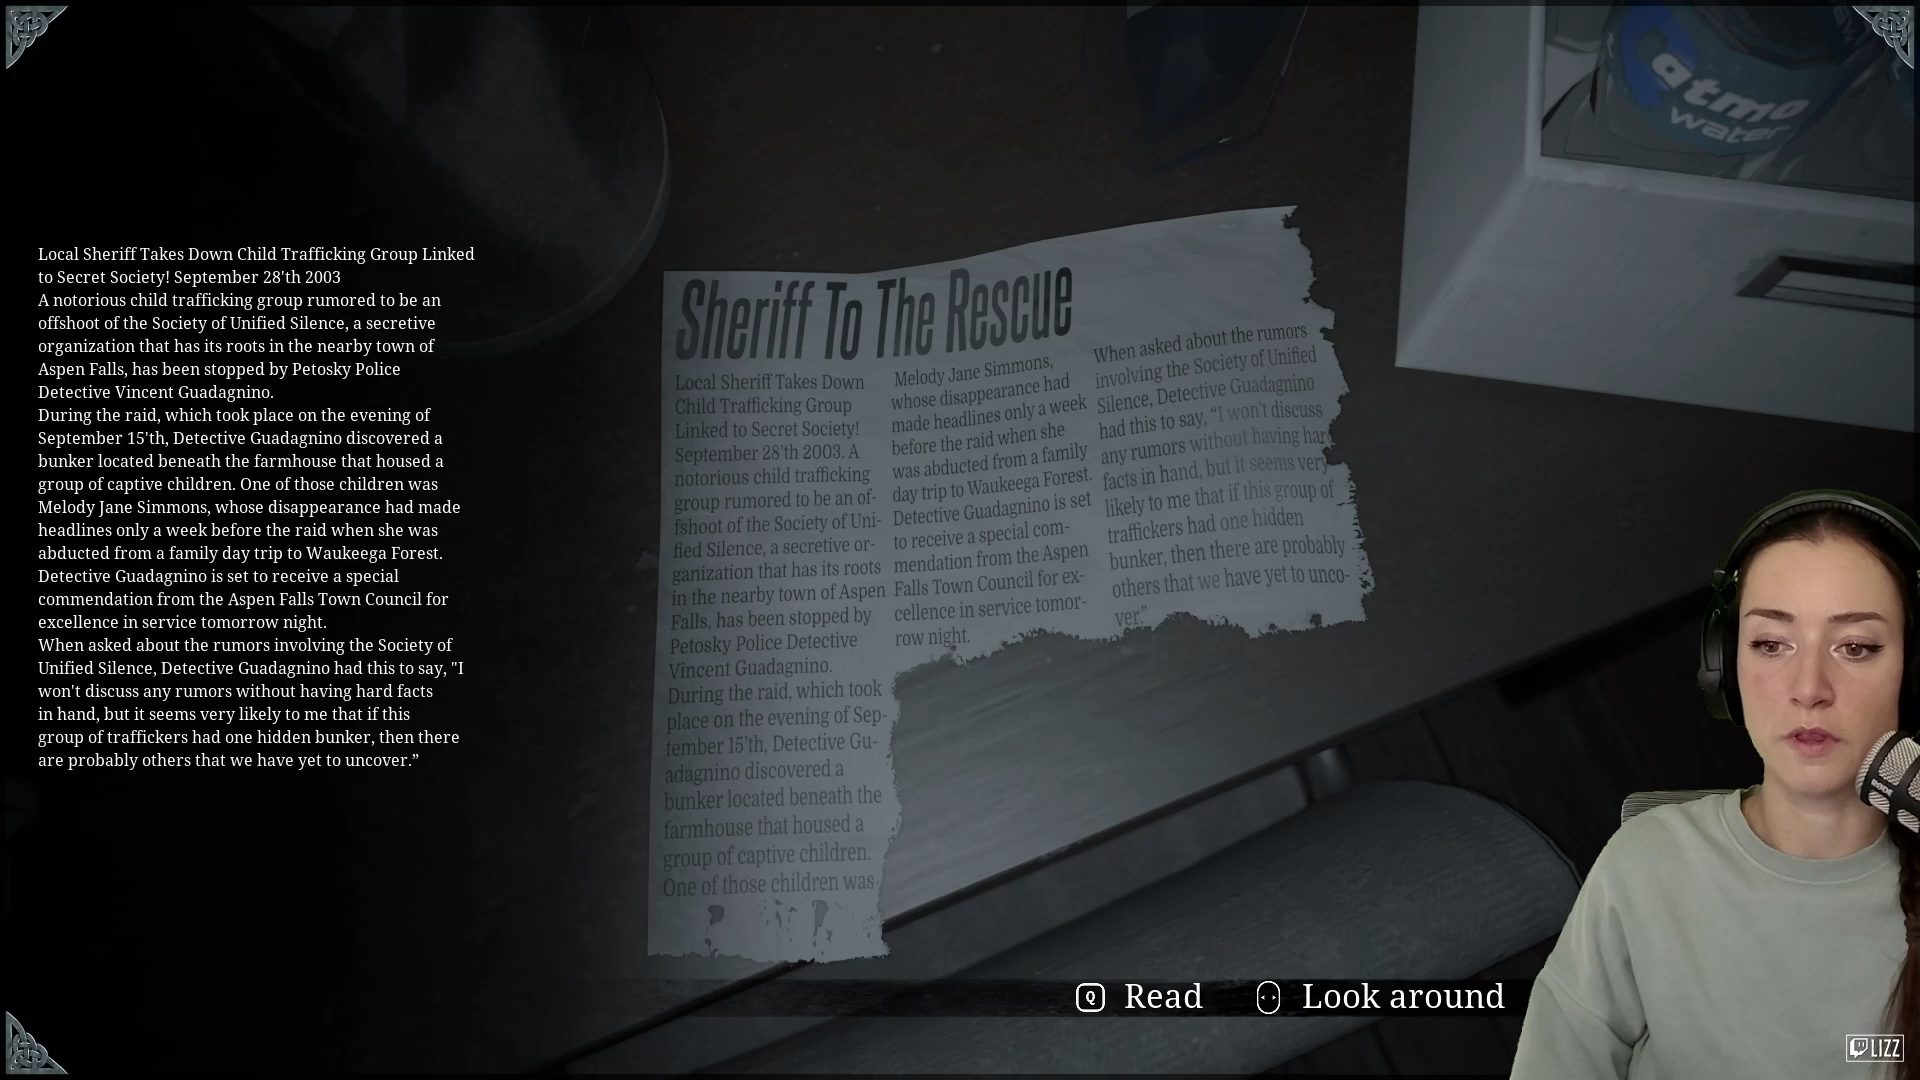 Local Sheriff Takes Down Child Trafficking Group Linked
to Secret Society! September 28'th 2003
A notorious child trafficking group rumored to be an
offshoot of the Society of Unified Silence, a secretive
organization that has its roots in the nearby town of
Aspen Falls, has been stopped by Petosky Police
Detective Vincent Guadagnino.
During the raid, which took place on the evening of
September 15'th, Detective Guadagnino discovered a
bunker located beneath the farmhouse that housed a
group of captive children. One of those children was
Melody Jane Simmons, whose disappearance had made
headlines only a week before the raid when she was
abducted from a family day trip to Waukeega Forest.
Detective Guadagnino is set to receive a special
commendation from the Aspen Falls Town Council for
excellence in service tomorrow night.
When asked about the rumors involving the Society of
Unified Silence, Detective Guadagnino had this to say, "I
won't discuss any rumors without having hard facts
in hand, but it seems very likely to me that if this
group of traffickers had one hidden bunker, then there
are probably others that we have yet to uncover.”
Sheriff To The Rescue
Local Sheriff Takes Down
Child Trafficking Group
Linked to Secret Society!
September 28'th 2003. A
notorious child trafficking
group rumored to be an of-
fshoot of the Society of Uni-
fied Silence, a secretive or-
ganization that has its roots
in the nearby town of Aspen
Falls, has been stopped by
Petosky Police Detective
Vincent Guadagnino.
During the raid, which took
place on the evening of Sep-
tember 15'th, Detective Gu-
adagnino discovered a
bunker located beneath the
farmhouse that housed a
group of captive children.
One of those children was
Melody Jane Simmons,
whose disappearance had
made headlines only a week
before the raid when she
was abducted from a family
day trip to Waukeega Forest.
Detective Guadagnino is set
to receive a special com-
mendation from the Aspen
Falls Town Council for ex-
cellence in service tomor-
row night.
When asked about the rumors
involving the Society of Unified
Silence, Detective Guadagnino
had this to say, “I won't discuss
any rumors without having hard
facts in hand, but it seems very
likely to me that if this group of
traffickers had one hidden
bunker, then there are probably
others that we have yet to unco-
ver.”
atmo
water
Q Read
Look around
RODE
LIZZ